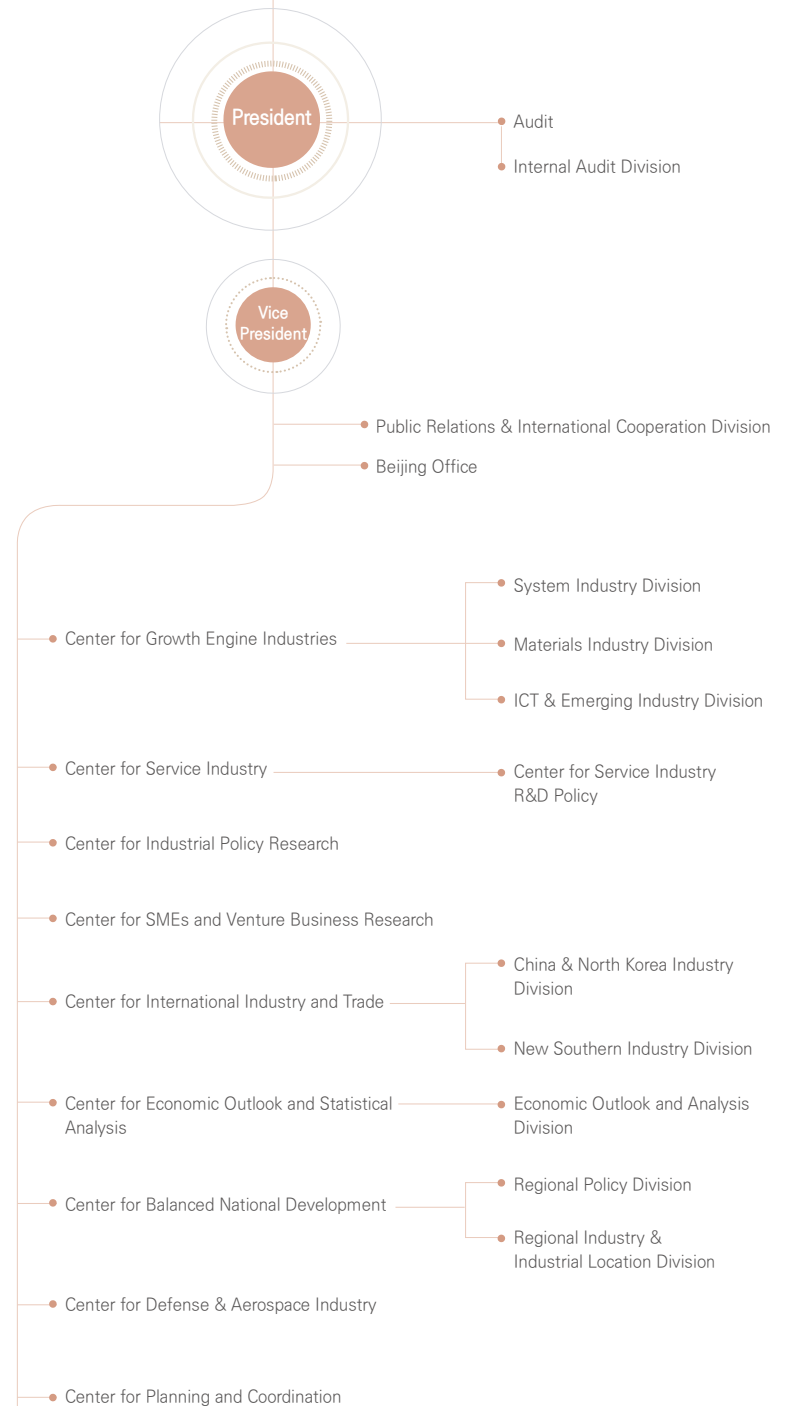 President
Audit
Internal Audit Division
Vice
President
Public Relations & International Cooperation Division
Beijing Office
System Industry Division
Center for Growth Engine Industries
Materials Industry Division
ICT & Emerging Industry Division
Center for Service Industry
Center for Service Industry
R&D Policy
Center for Industrial Policy Research
Center for SMEs and Venture Business Research
China & North Korea Industry
Division
Center for International Industry and Trade
New Southern Industry Division
Center for Economic Outlook and Statistical
Analysis
Economic Outlook and Analysis
Division
Regional Policy Division
Center for Balanced National Development
Regional Industry &
Industrial Location Division
Center for Defense & Aerospace Industry
Center for Planning and Coordination